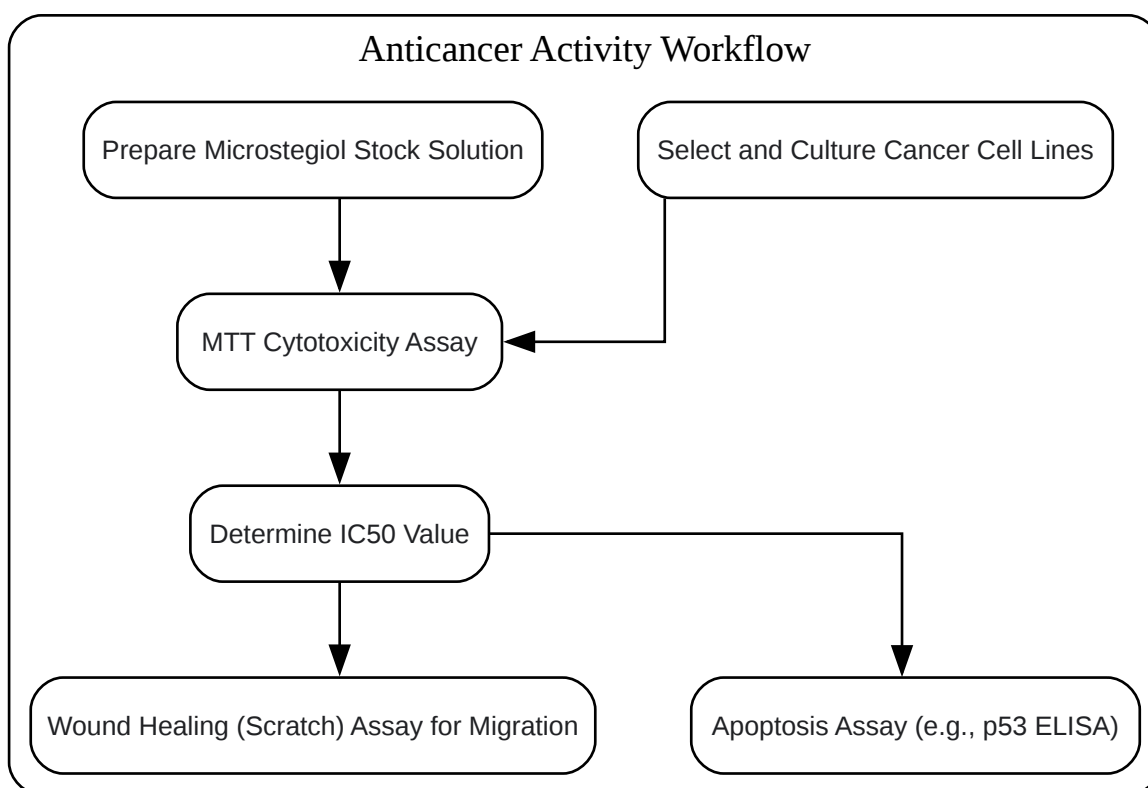 Anticancer Activity Workflow
Prepare Microstegiol Stock Solution
Select and Culture Cancer Cell Lines
MTT Cytotoxicity Assay
Determine IC50 Value
Wound Healing (Scratch) Assay for Migration
Apoptosis Assay (e.g., p53 ELISA)